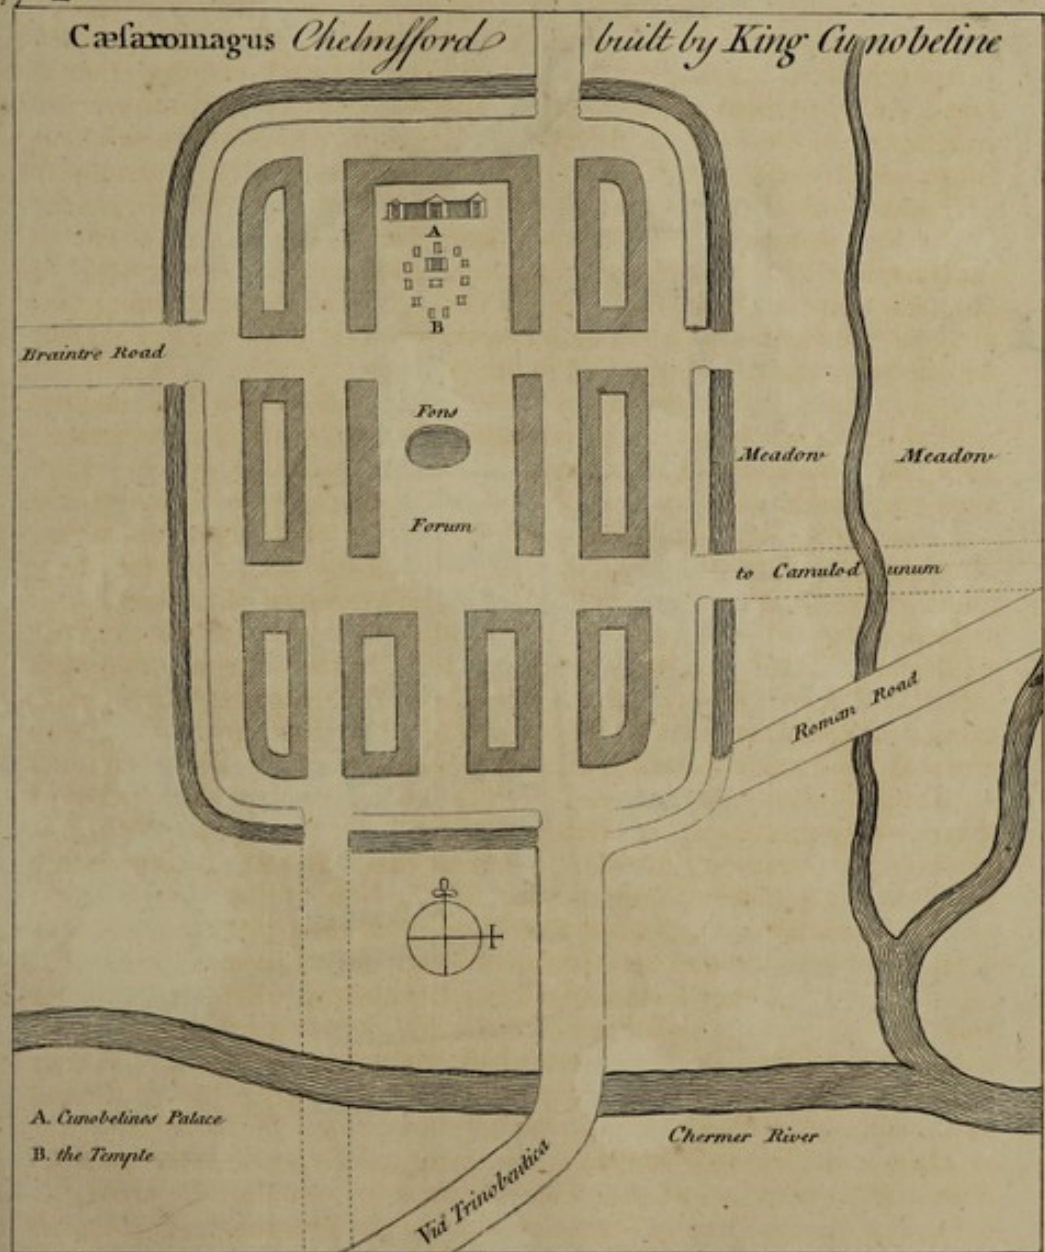 Cæſaromagus Chelmſford built by King Cunobeline
A
B
Braintre Road
Fons
Forum
Meadow Meadow
to Camulodunum
Roman Road
A. Cunobelines Palace
B. the Temple
Chermer River
Via Trinobantica